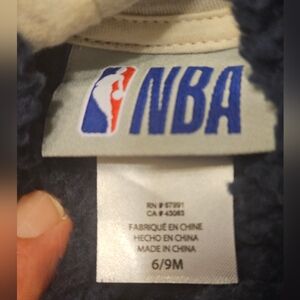 NBA
RN # 67991
CA # 43083
FABRIQUÉ EN CHINE
HECHO EN CHINA
MADE IN CHINA
6/9M